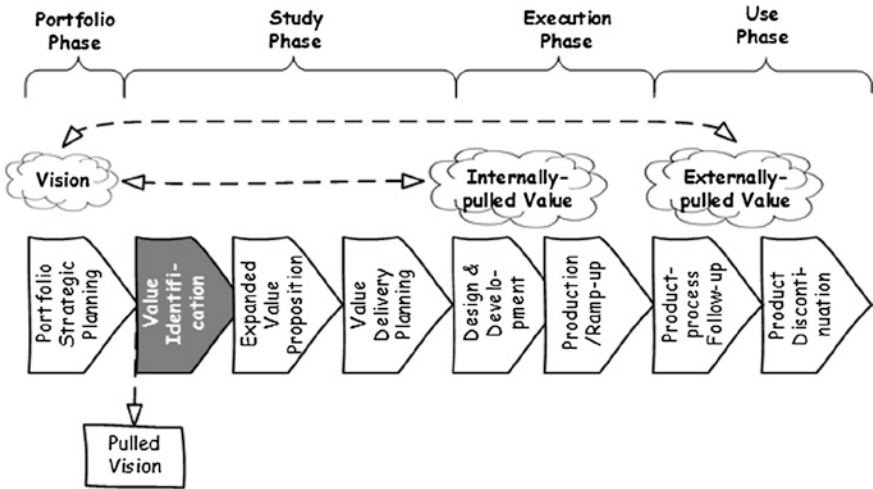 Portfolio
Phase
Study
Phase
Execution
Phase
Use
Phase
Vision
Internally-
pulled Value
Externally-
pulled Value
Portfolio
Strategic
Planning
Value
Identifi-
cation
Expanded
Value
Proposition
Value
Delivery
Planning
Design &
Develo-
pment
Production
/Ramp-up
Product-
process
Follow-up
Product
Disconti-
nuation
Pulled
Vision